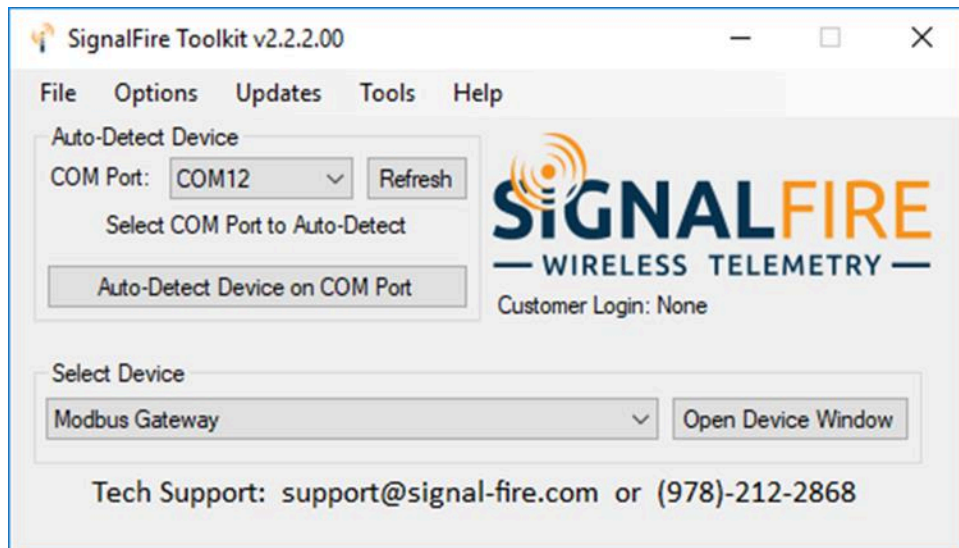 SignalFire Toolkit v2.2.2.00
File Options Updates Tools Help
Auto-Detect Device
COM Port: COM12 Refresh
Select COM Port to Auto-Detect
Auto-Detect Device on COM Port
SIGNALFIRE
WIRELESS TELEMETRY
Customer Login: None
Select Device
Modbus Gateway Open Device Window
Tech Support: support@signal-fire.com or (978)-212-2868